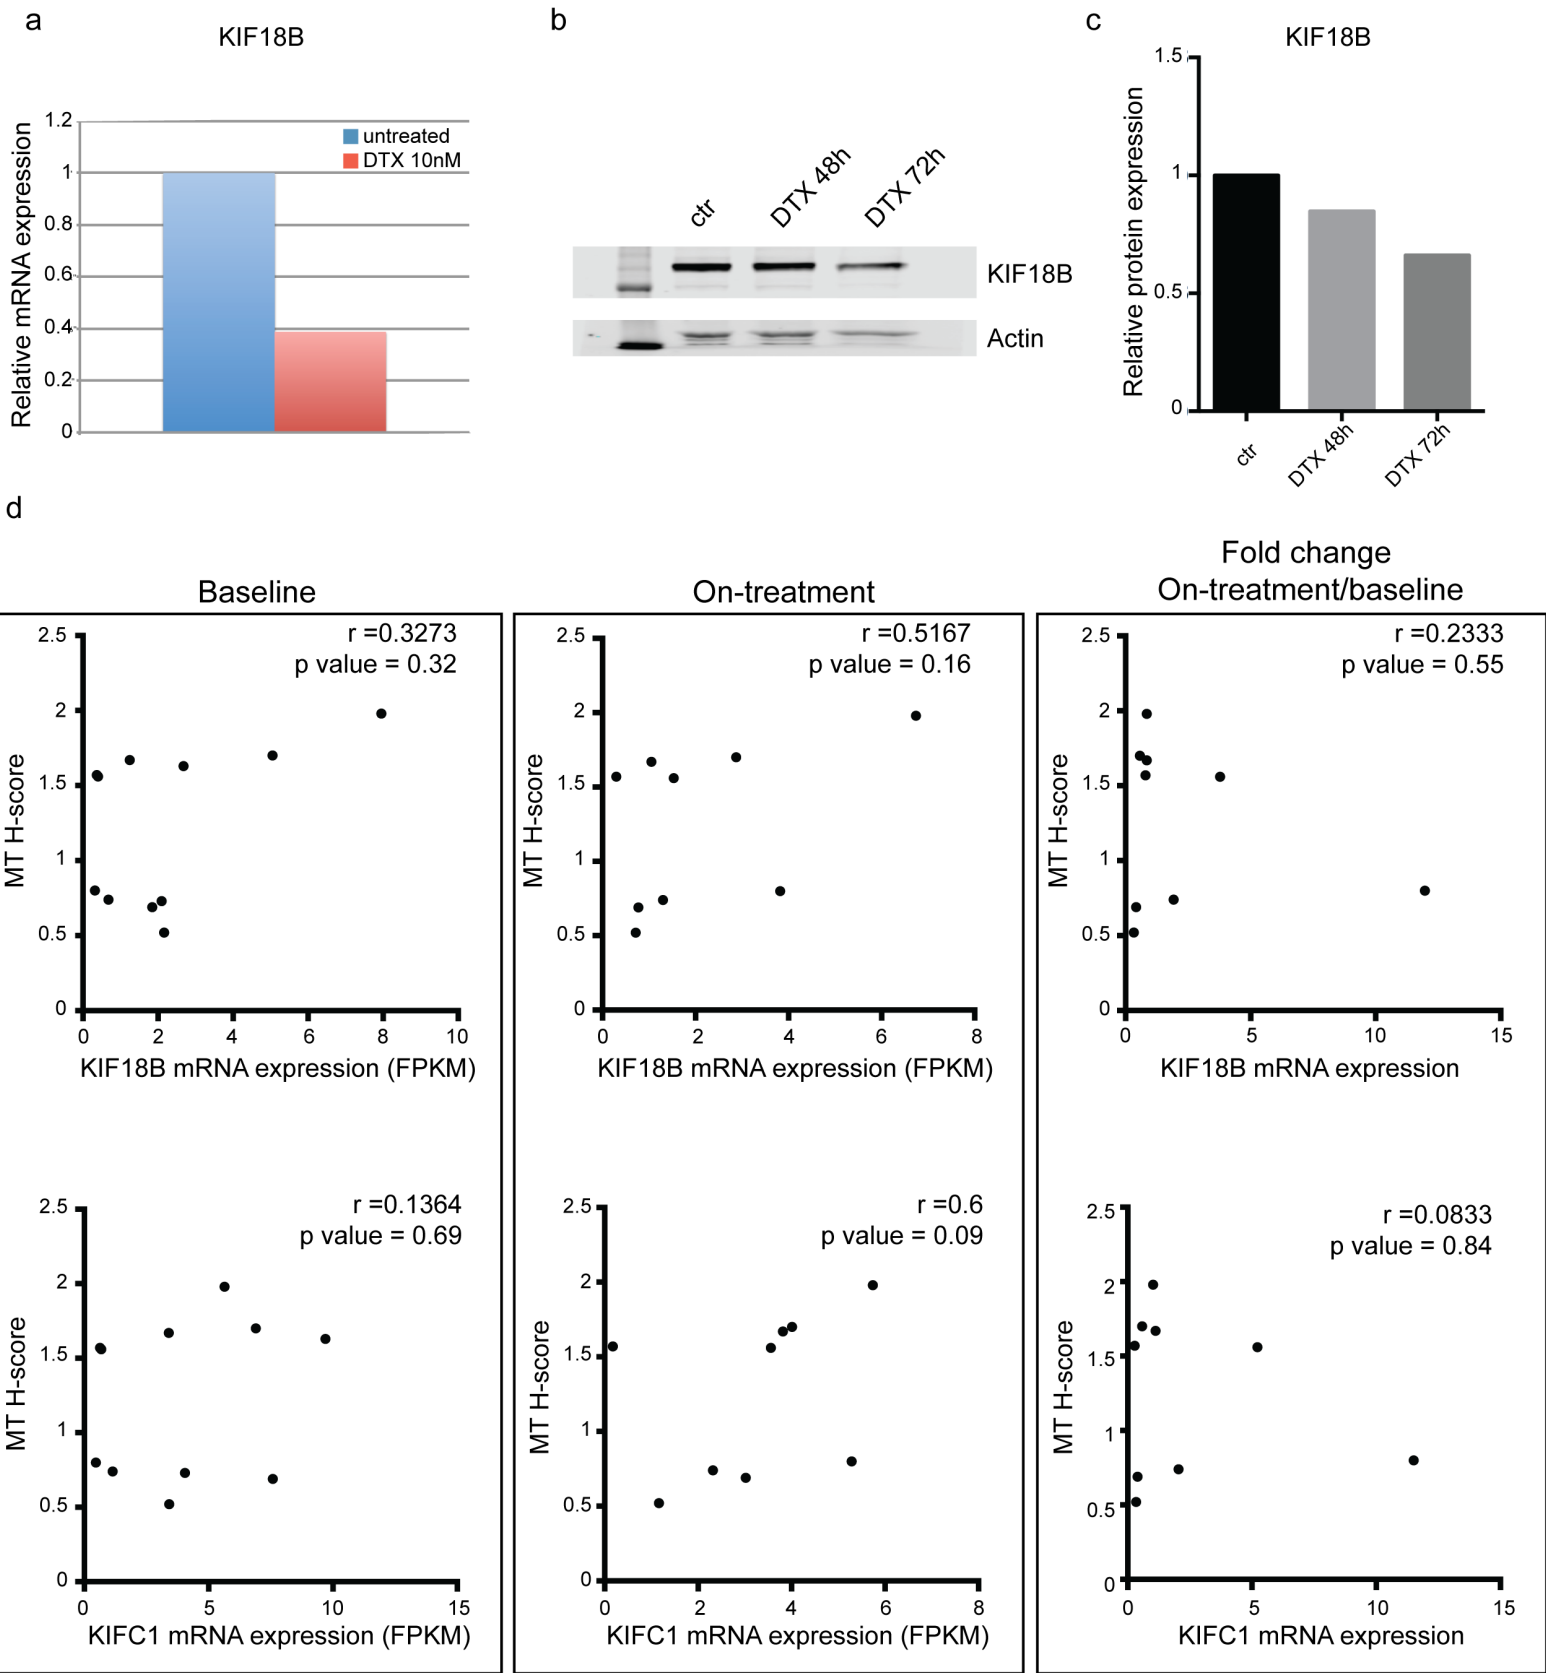 a
KIF18B
Relative mRNA expression
1.2
1
0.8
0.6
0.4
0.2
0
untreated
DTX 10nM
b
ctr
DTX 48h
DTX 72h
KIF18B
Actin
c
KIF18B
Relative protein expression
1.5
1
0.5
0
ctr
DTX 48h
DTX 72h
d
Baseline
r =0.3273
p value = 0.32
MT H-score
2.5
2
1.5
1
0.5
0
0 2 4 6 8 10
KIF18B mRNA expression (FPKM)
r =0.1364
p value = 0.69
MT H-score
2.5
2
1.5
1
0.5
0
0 5 10 15
KIFC1 mRNA expression (FPKM)
On-treatment
r =0.5167
p value = 0.16
MT H-score
2.5
2
1.5
1
0.5
0
0 2 4 6 8
KIF18B mRNA expression (FPKM)
r =0.6
p value = 0.09
MT H-score
2.5
2
1.5
1
0.5
0
0 2 4 6 8
KIFC1 mRNA expression (FPKM)
Fold change
On-treatment/baseline
r =0.2333
p value = 0.55
MT H-score
2.5
2
1.5
1
0.5
0
0 5 10 15
KIF18B mRNA expression
r =0.0833
p value = 0.84
MT H-score
2.5
2
1.5
1
0.5
0
0 5 10 15
KIFC1 mRNA expression